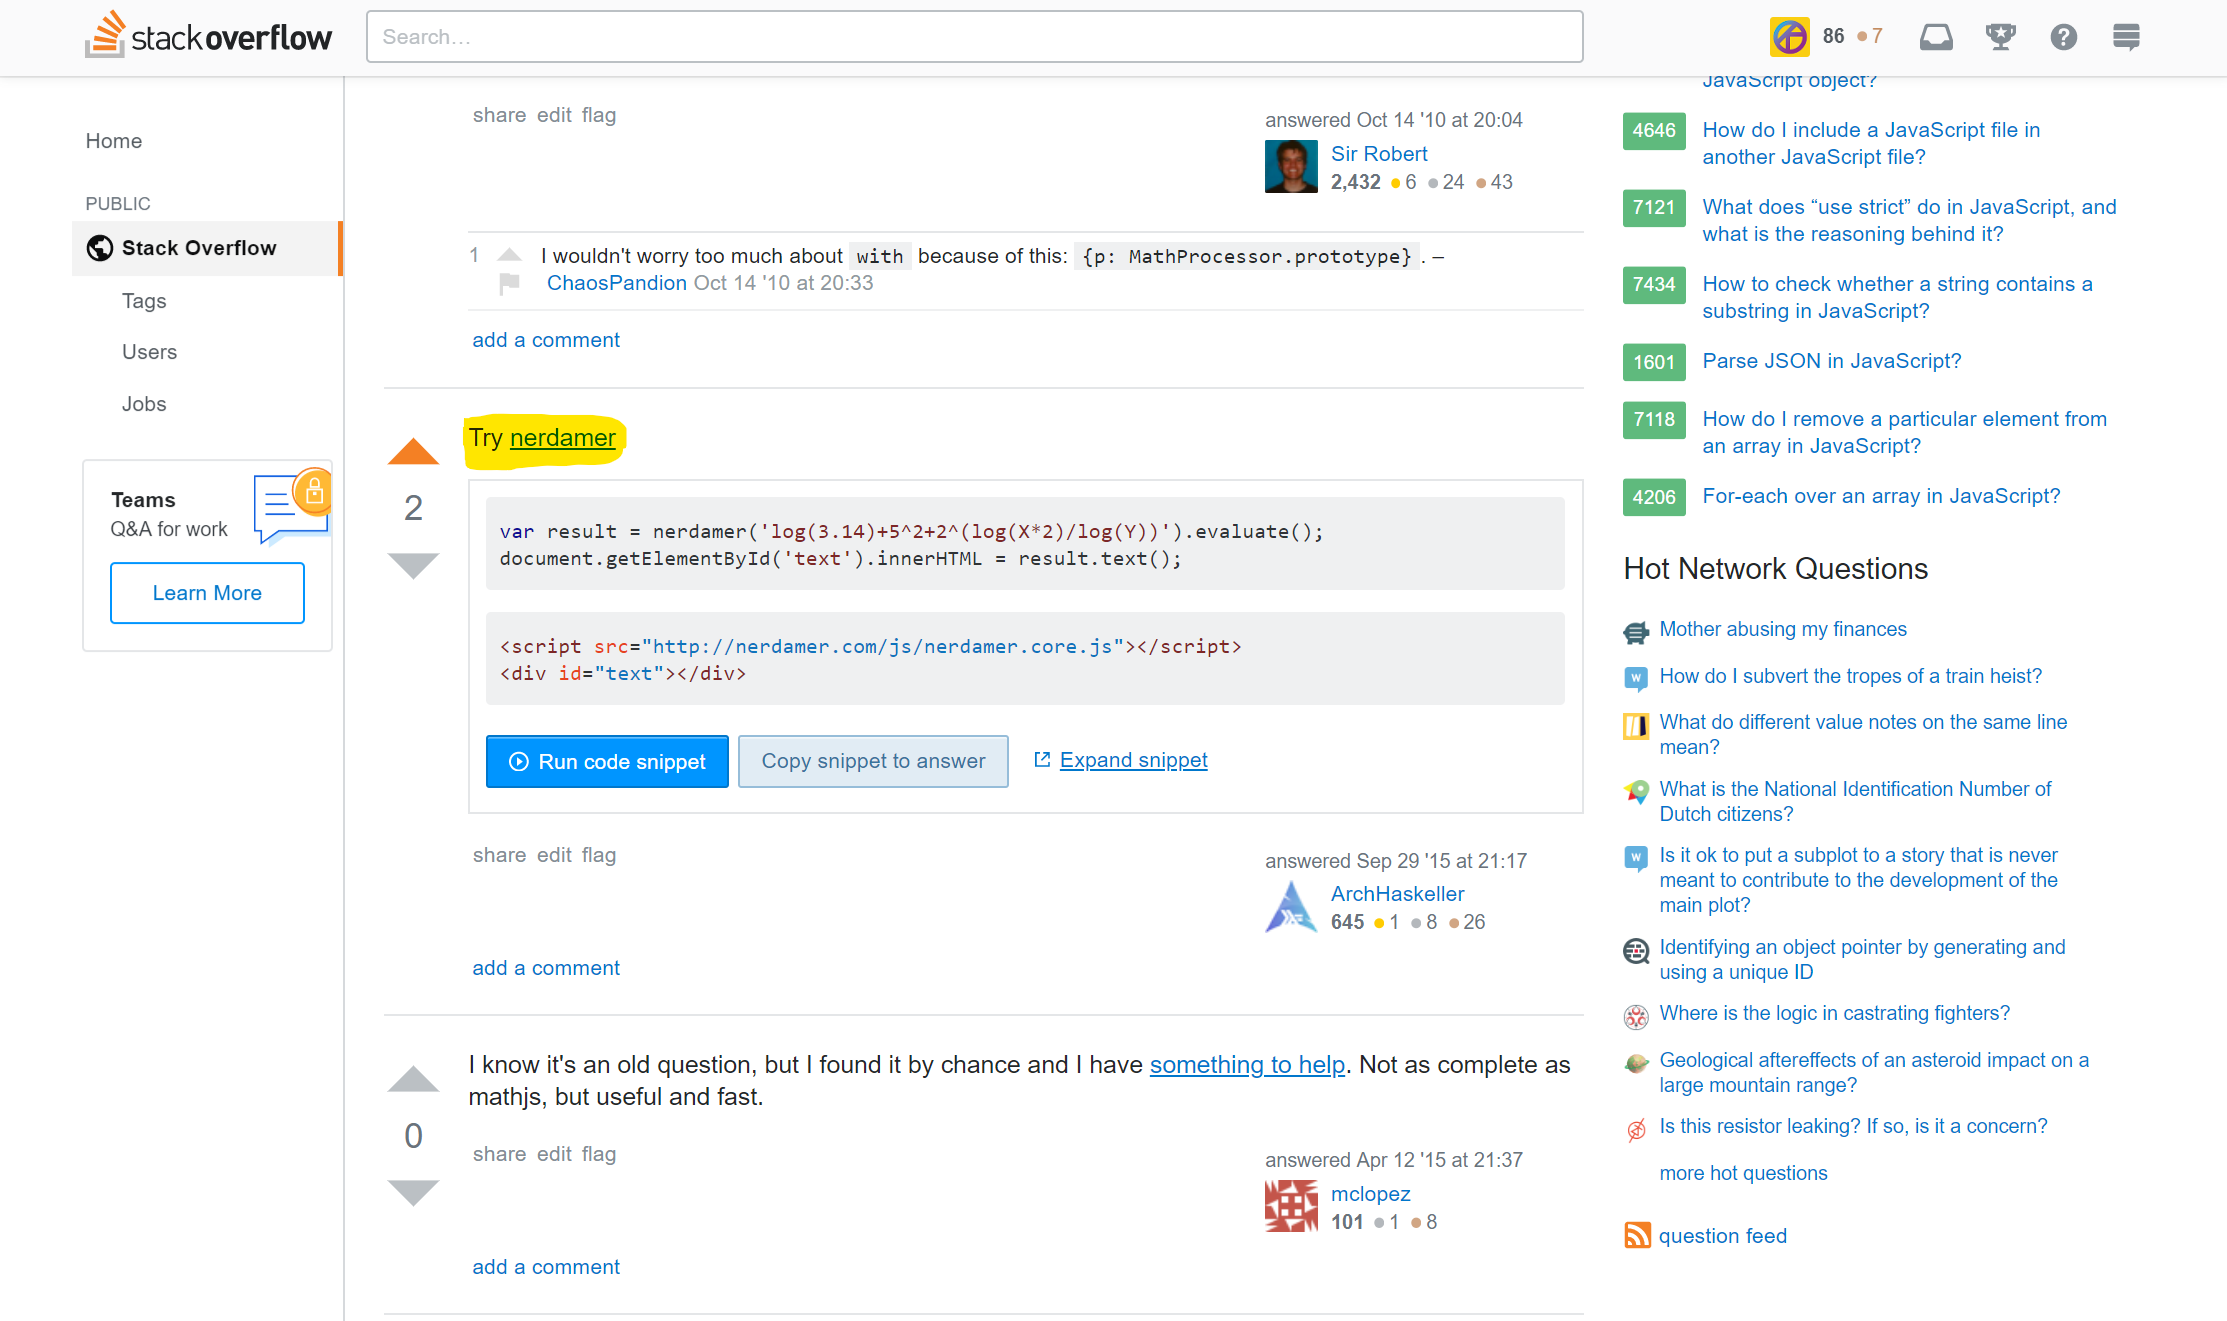 stackoverflow
Search…
86 7
Home
PUBLIC
Stack Overflow
Tags
Users
Jobs
Teams
Q&A for work
Learn More
share edit flag
answered Oct 14 '10 at 20:04
Sir Robert
2,432 6 24 43
1
I wouldn't worry too much about with because of this: {p: MathProcessor.prototype} . –
ChaosPandion Oct 14 '10 at 20:33
add a comment
2
Try nerdamer
var result = nerdamer('log(3.14)+5^2+2^(log(X*2)/log(Y))').evaluate();
document.getElementById('text').innerHTML = result.text();
<script src="http://nerdamer.com/js/nerdamer.core.js"></script>
<div id="text"></div>
Run code snippet
Copy snippet to answer
Expand snippet
share edit flag
answered Sep 29 '15 at 21:17
ArchHaskeller
645 1 8 26
add a comment
0
I know it's an old question, but I found it by chance and I have something to help. Not as complete as
mathjs, but useful and fast.
share edit flag
answered Apr 12 '15 at 21:37
mclopez
101 1 8
add a comment
JavaScript object?
4646
How do I include a JavaScript file in
another JavaScript file?
7121
What does “use strict” do in JavaScript, and
what is the reasoning behind it?
7434
How to check whether a string contains a
substring in JavaScript?
1601
Parse JSON in JavaScript?
7118
How do I remove a particular element from
an array in JavaScript?
4206
For-each over an array in JavaScript?
Hot Network Questions
Mother abusing my finances
How do I subvert the tropes of a train heist?
What do different value notes on the same line
mean?
What is the National Identification Number of
Dutch citizens?
Is it ok to put a subplot to a story that is never
meant to contribute to the development of the
main plot?
Identifying an object pointer by generating and
using a unique ID
Where is the logic in castrating fighters?
Geological aftereffects of an asteroid impact on a
large mountain range?
Is this resistor leaking? If so, is it a concern?
more hot questions
question feed